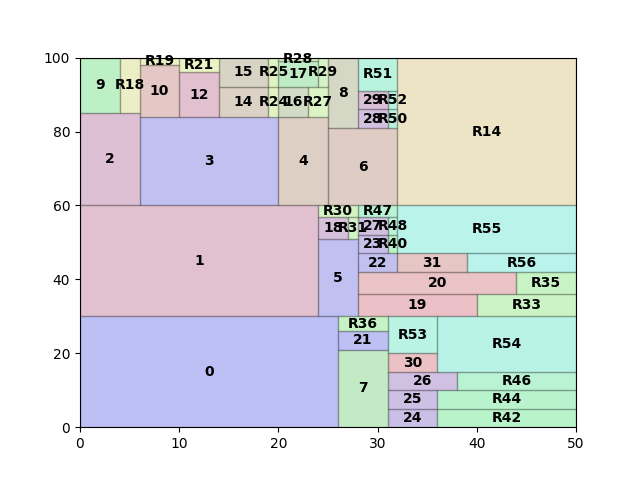 100
R19 R28
R21
9 R18 15 R25 17 R29 R51
10
12 8
14 R24 16 R27 29 R52
28 R50
80
R14
2 3 4 6
60
R30 R47
18 R31 27 R48 R55
23 R40
1 22 31 R56
40
5 20 R35
19 R33
R36 R53
21 R54
20
30
0 26 R46
7
25 R44
24 R42
0
0 10 20 30 40 50